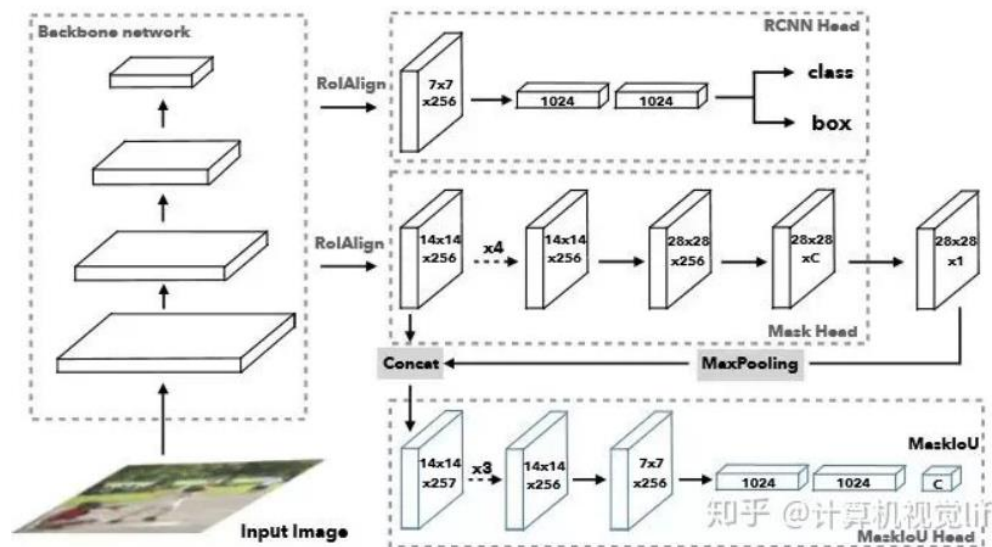 Backbone network
RCNN Head
RoIAlign
7x7
x256
1024
1024
class
box
RoIAlign
14x14
x256
x4
14x14
x256
28x28
x256
28x28
xC
28x28
x1
Mask Head
Concat
MaxPooling
14x14
x257
x3
14x14
x256
7x7
x256
1024
1024
C
MaskIoU
MaskIoU Head
Input Image
知乎 @计算机视觉lif